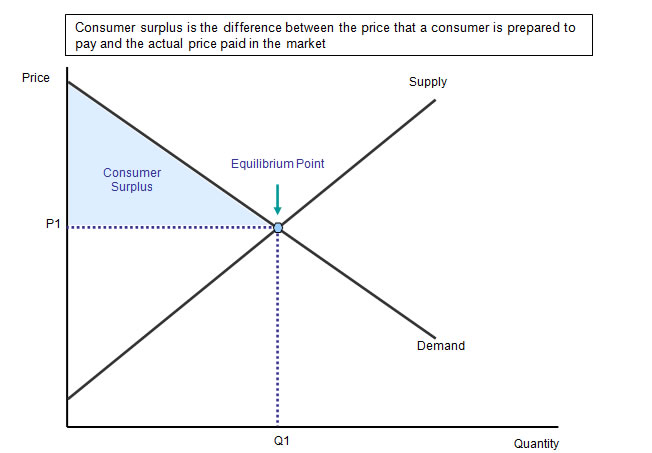 Consumer surplus is the difference between the price that a consumer is prepared to
pay and the actual price paid in the market
Price
Supply
Equilibrium Point
Consumer
Surplus
P1
Demand
Q1
Quantity